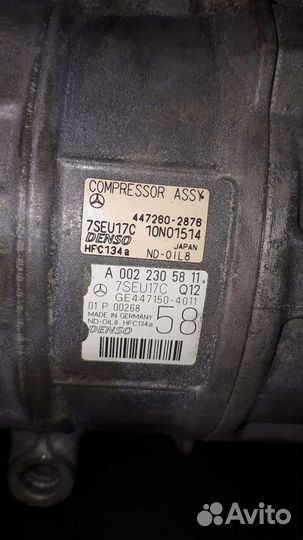 COMPRESSOR ASSY
447260-2876
7SEU17C 10N01514
DENSO JAPAN
HFC134a ND-OIL8
A 002 230 58 11
7SEU17C Q12
GE447150-4011
01 P 00268 58
MADE IN GERMANY
ND-OIL8 HFC134a
DENSO
Avito